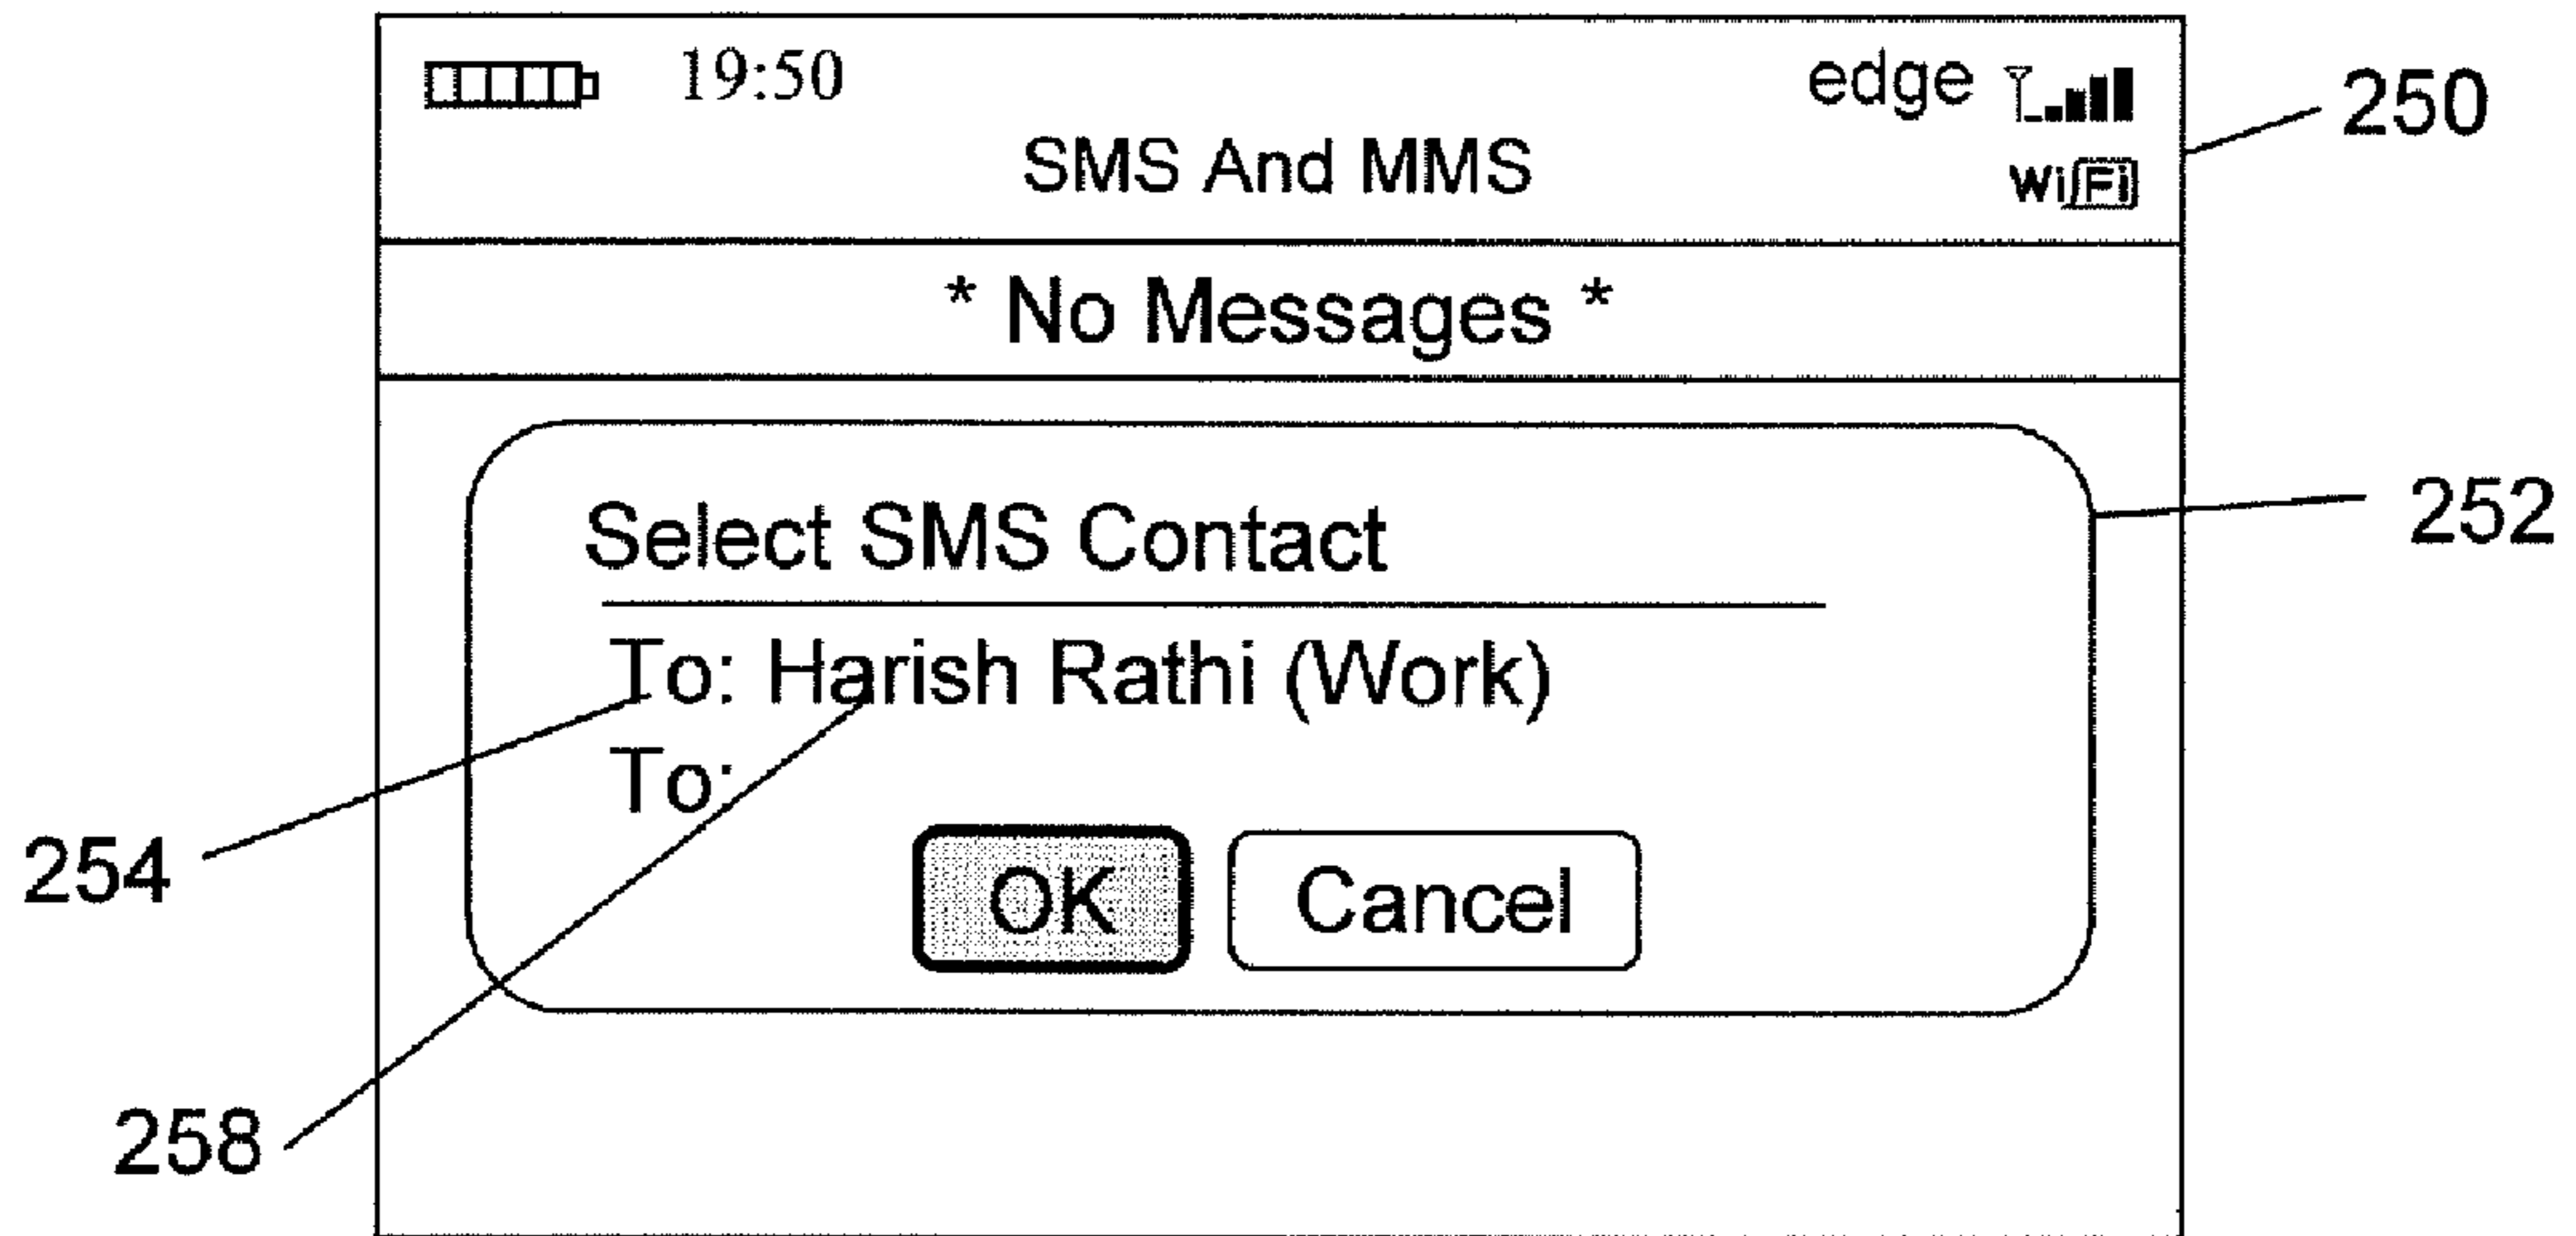 19:50 edge
SMS And MMS
WiFi
250
* No Messages *
Select SMS Contact
252
To: Harish Rathi (Work)
To:
254
OK Cancel
258